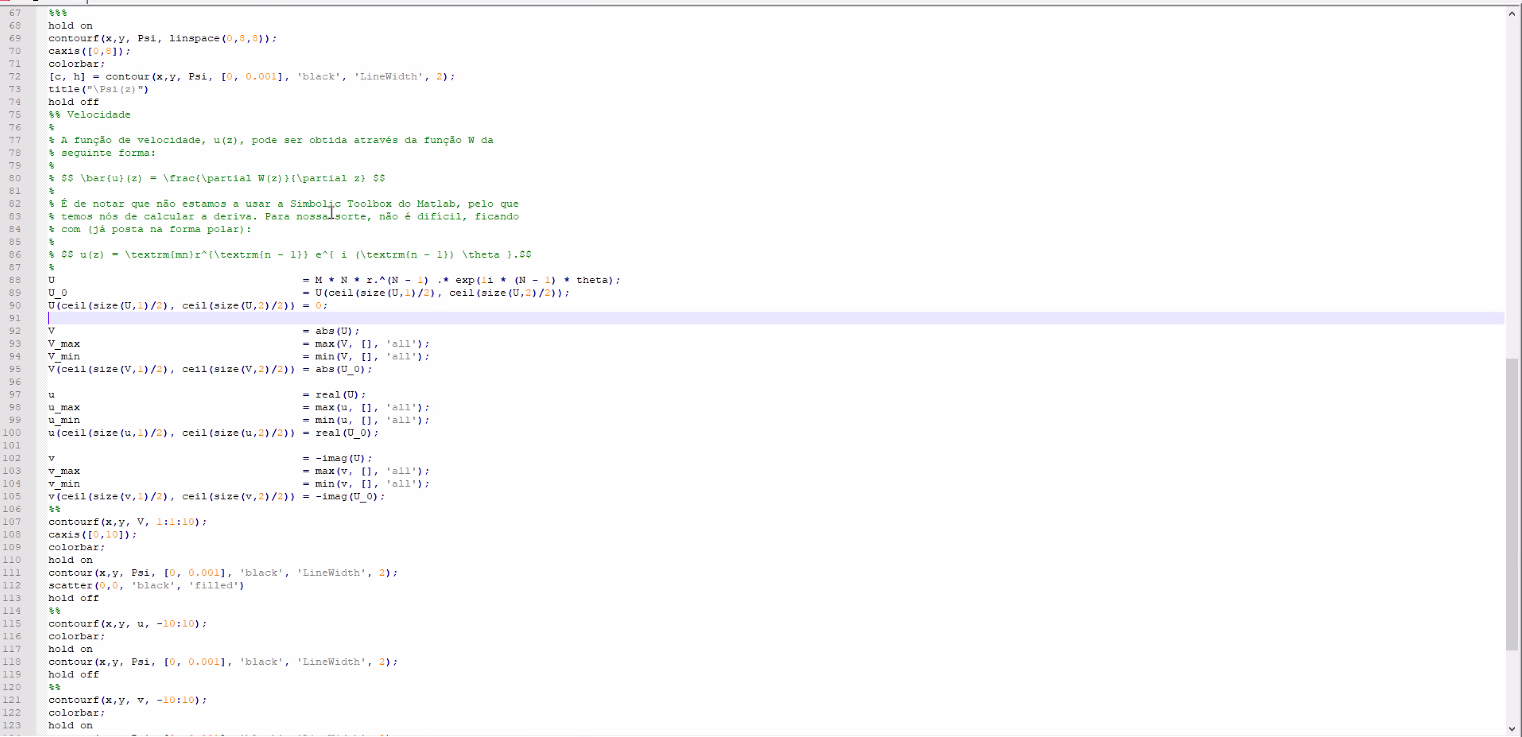 67 %%%
68 hold on
69 contourf(x,y, Psi, linspace(0,8,8));
70 caxis([0,8]);
71 colorbar;
72 [c, h] = contour(x,y, Psi, [0, 0.001], 'black', 'LineWidth', 2);
73 title("\Psi(z)")
74 hold off
75 %% Velocidade
76 %
77 % A função de velocidade, u(z), pode ser obtida através da função W da
78 % seguinte forma:
79 %
80 % $$ \bar{u}(z) = \frac{\partial W(z)}{\partial z} $$
81 %
82 % É de notar que não estamos a usar a Simbolic Toolbox do Matlab, pelo que
83 % temos nós de calcular a deriva. Para nossa sorte, não é difícil, ficando
84 % com (já posta na forma polar):
85 %
86 % $$ u(z) = \textrm{mn}r^{\textrm{n - 1}} e^{ i (\textrm{n - 1}) \theta }.$$
87 %
88 U = M * N * r.^(N - 1) .* exp(1i * (N - 1) * theta);
89 U_0 = U(ceil(size(U,1)/2), ceil(size(U,2)/2));
90 U(ceil(size(U,1)/2), ceil(size(U,2)/2)) = 0;
91
92 V = abs(U);
93 V_max = max(V, [], 'all');
94 V_min = min(V, [], 'all');
95 V(ceil(size(V,1)/2), ceil(size(V,2)/2)) = abs(U_0);
96
97 u = real(U);
98 u_max = max(u, [], 'all');
99 u_min = min(u, [], 'all');
100 u(ceil(size(u,1)/2), ceil(size(u,2)/2)) = real(U_0);
101
102 v = -imag(U);
103 v_max = max(v, [], 'all');
104 v_min = min(v, [], 'all');
105 v(ceil(size(v,1)/2), ceil(size(v,2)/2)) = -imag(U_0);
106 %%
107 contourf(x,y, V, 1:1:10);
108 caxis([0,10]);
109 colorbar;
110 hold on
111 contour(x,y, Psi, [0, 0.001], 'black', 'LineWidth', 2);
112 scatter(0,0, 'black', 'filled')
113 hold off
114 %%
115 contourf(x,y, u, -10:10);
116 colorbar;
117 hold on
118 contour(x,y, Psi, [0, 0.001], 'black', 'LineWidth', 2);
119 hold off
120 %%
121 contourf(x,y, v, -10:10);
122 colorbar;
123 hold on